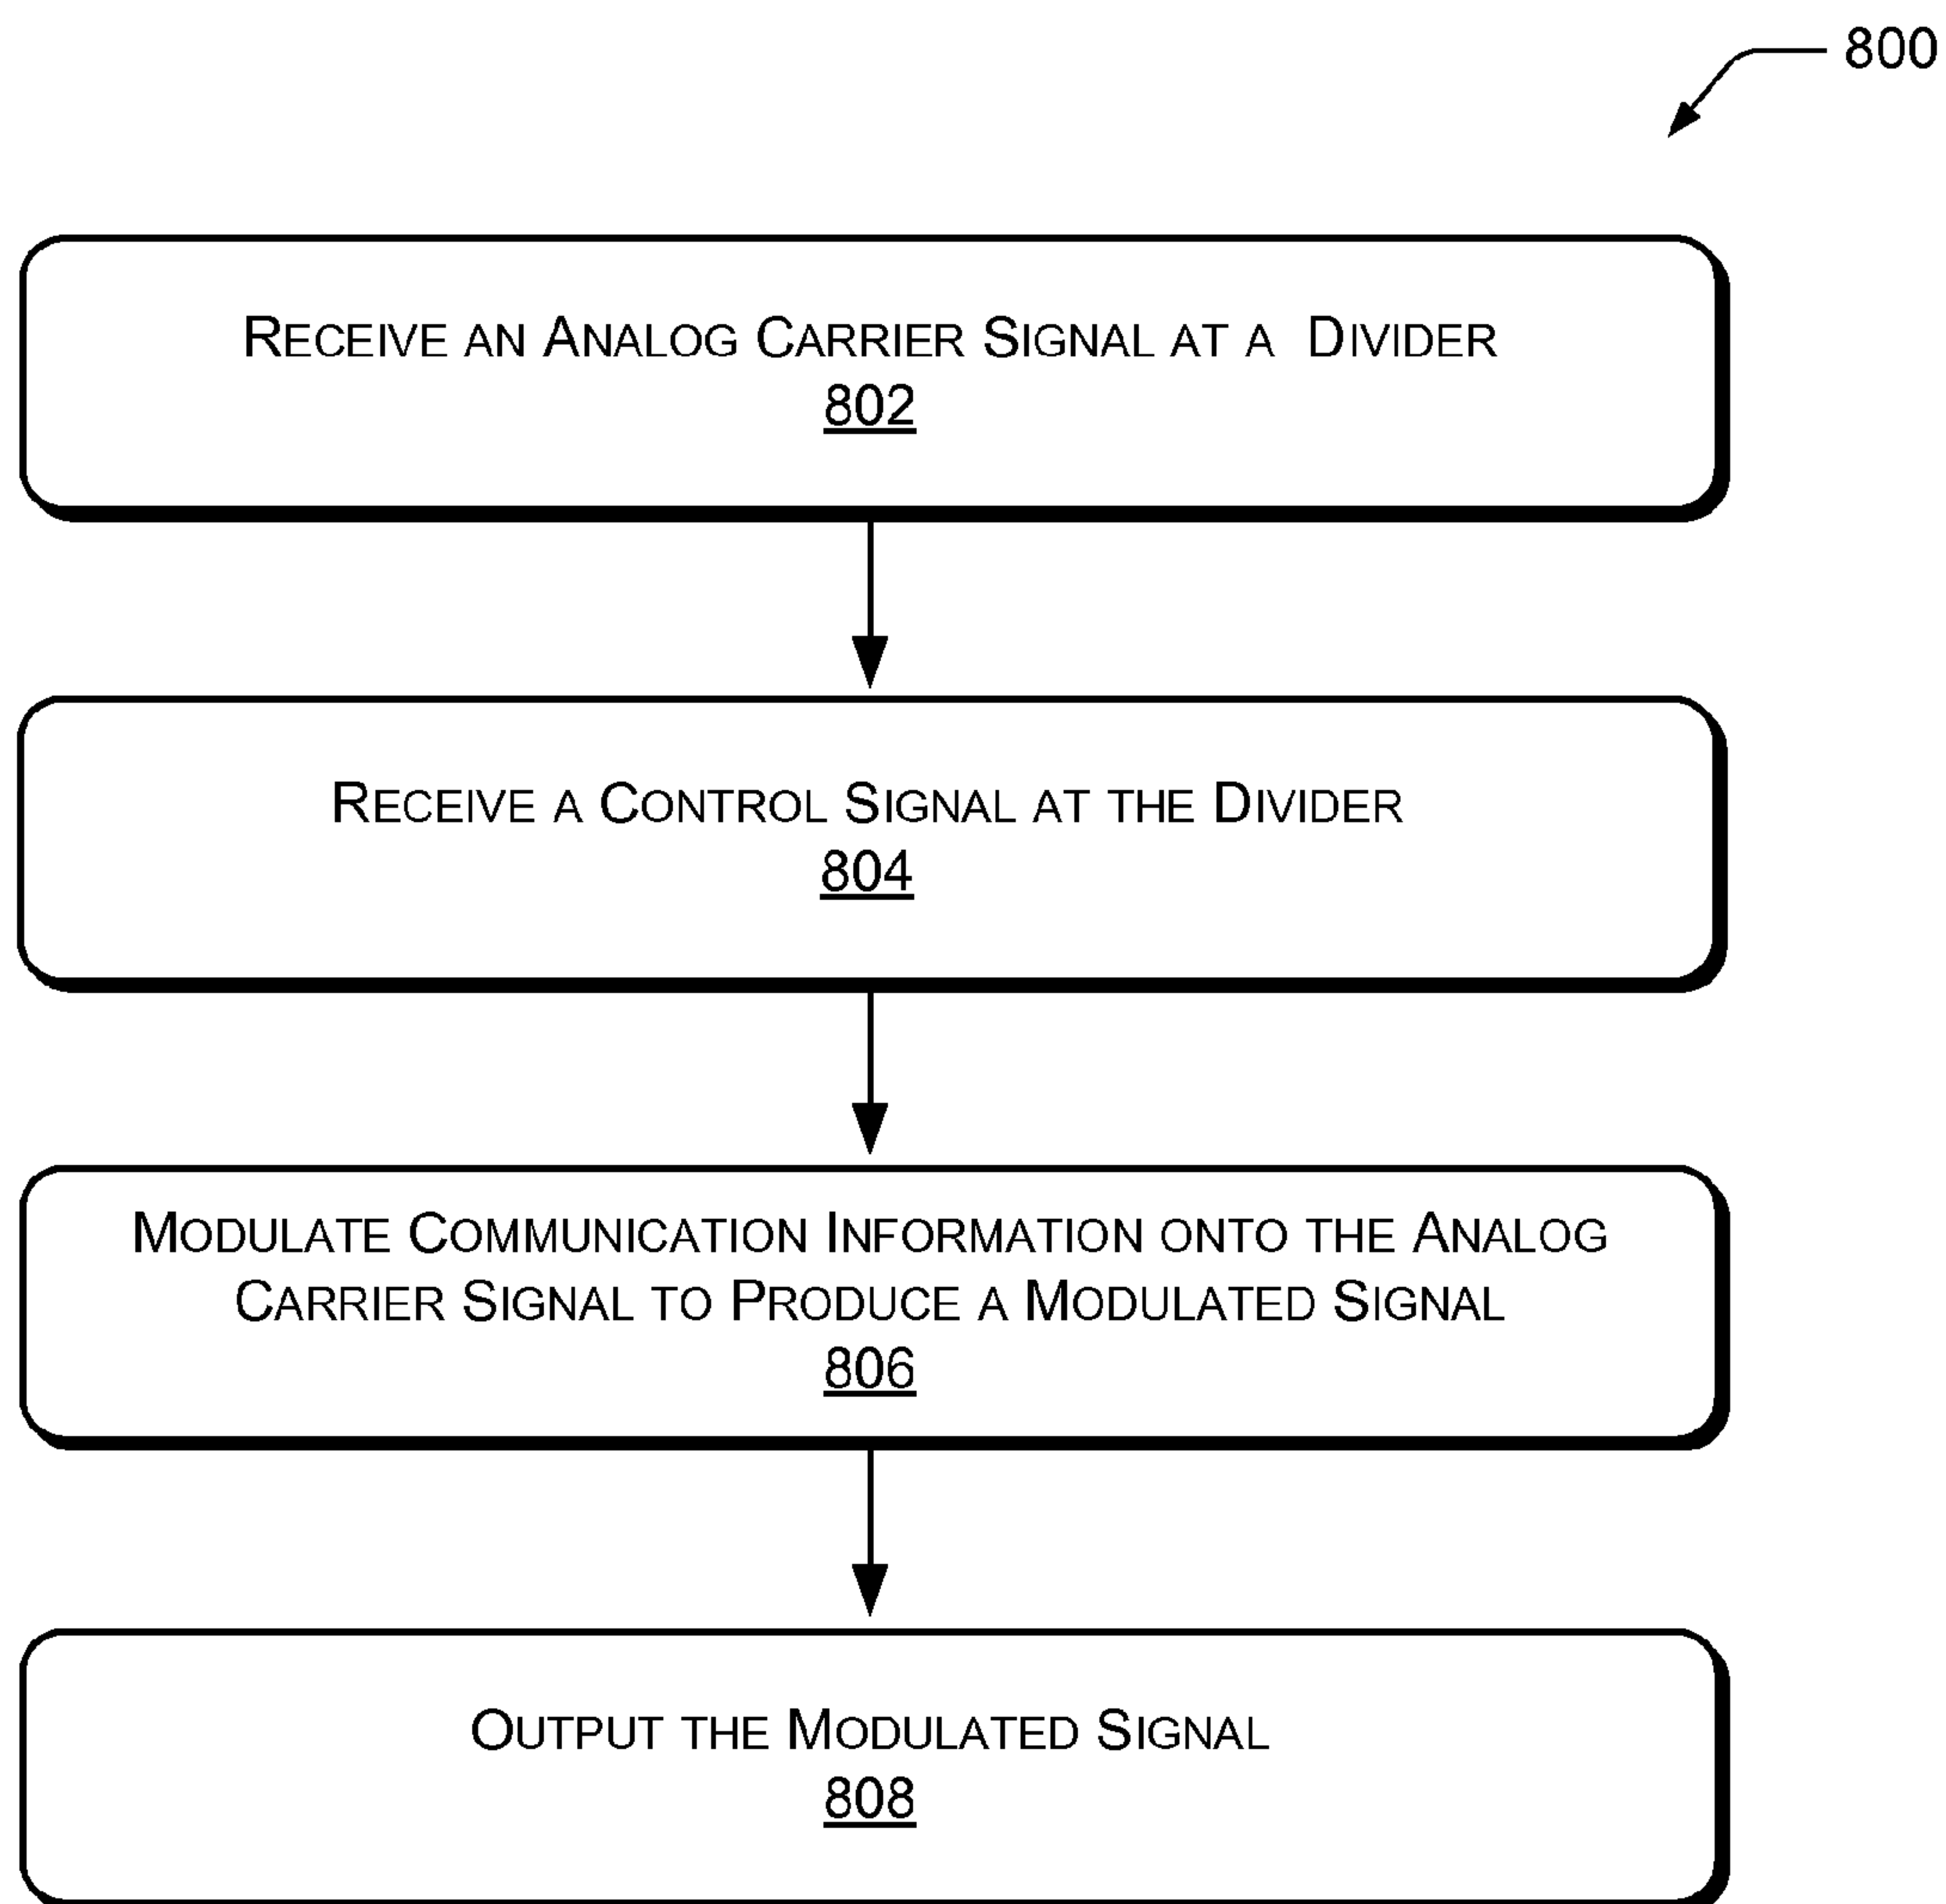 800
RECEIVE AN ANALOG CARRIER SIGNAL AT A DIVIDER
802
RECEIVE A CONTROL SIGNAL AT THE DIVIDER
804
MODULATE COMMUNICATION INFORMATION ONTO THE ANALOG
CARRIER SIGNAL TO PRODUCE A MODULATED SIGNAL
806
OUTPUT THE MODULATED SIGNAL
808